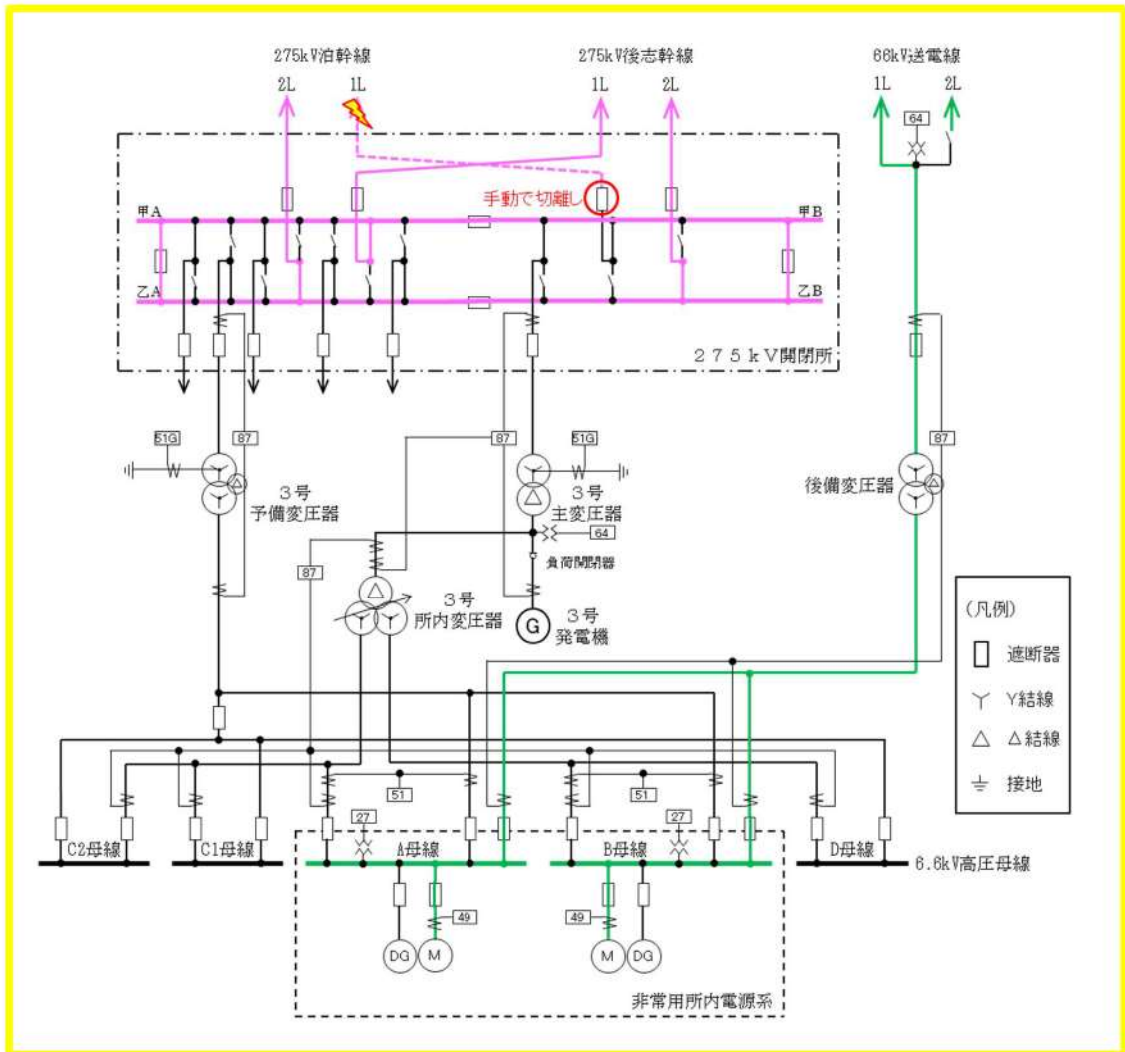 275kV泊幹線
275kV後志幹線
66kV送電線
2L
1L
1L
2L
1L
2L
64
手動で切離し
甲A
甲B
乙A
乙B
275kV開閉所
51G
87
87
51G
87
3号
予備変圧器
3号
主変圧器
後備変圧器
64
負荷開閉器
87
3号
所内変圧器
G
3号
発電機
(凡例)
遮断器
Y結線
△結線
接地
51
51
27
27
C2母線
C1母線
A母線
B母線
D母線
6.6kV高圧母線
49
49
DG
M
M
DG
非常用所内電源系